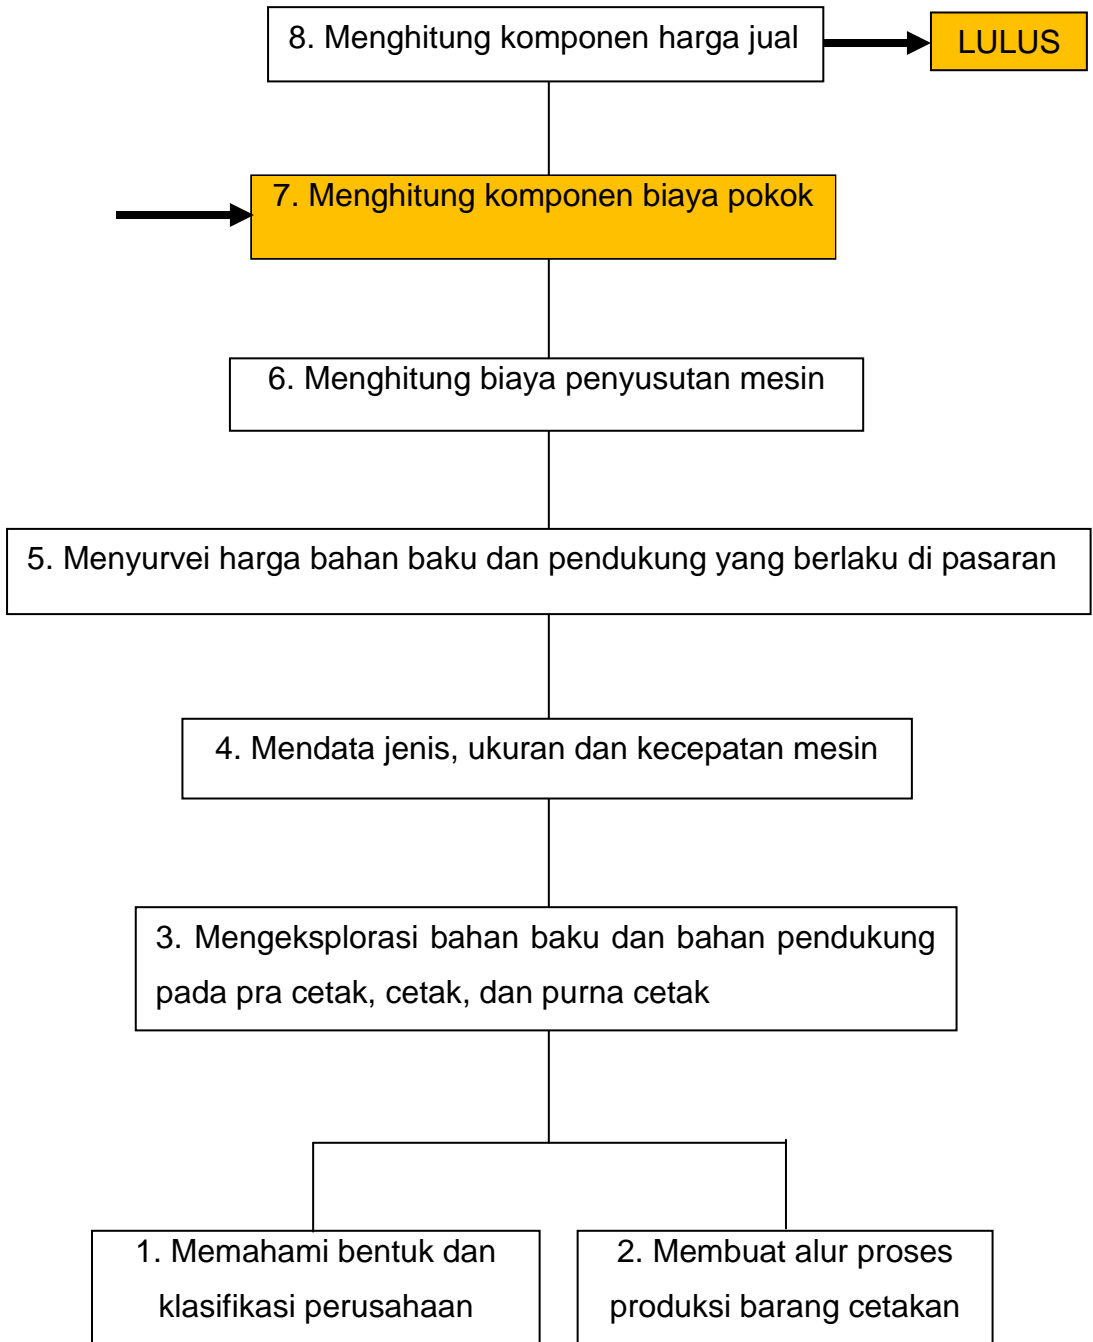 8. Menghitung komponen harga jual
LULUS
7. Menghitung komponen biaya pokok
6. Menghitung biaya penyusutan mesin
5. Menyurvei harga bahan baku dan pendukung yang berlaku di pasaran
4. Mendata jenis, ukuran dan kecepatan mesin
3. Mengeksplorasi bahan baku dan bahan pendukung
pada pra cetak, cetak, dan purna cetak
1. Memahami bentuk dan
klasifikasi perusahaan
2. Membuat alur proses
produksi barang cetakan